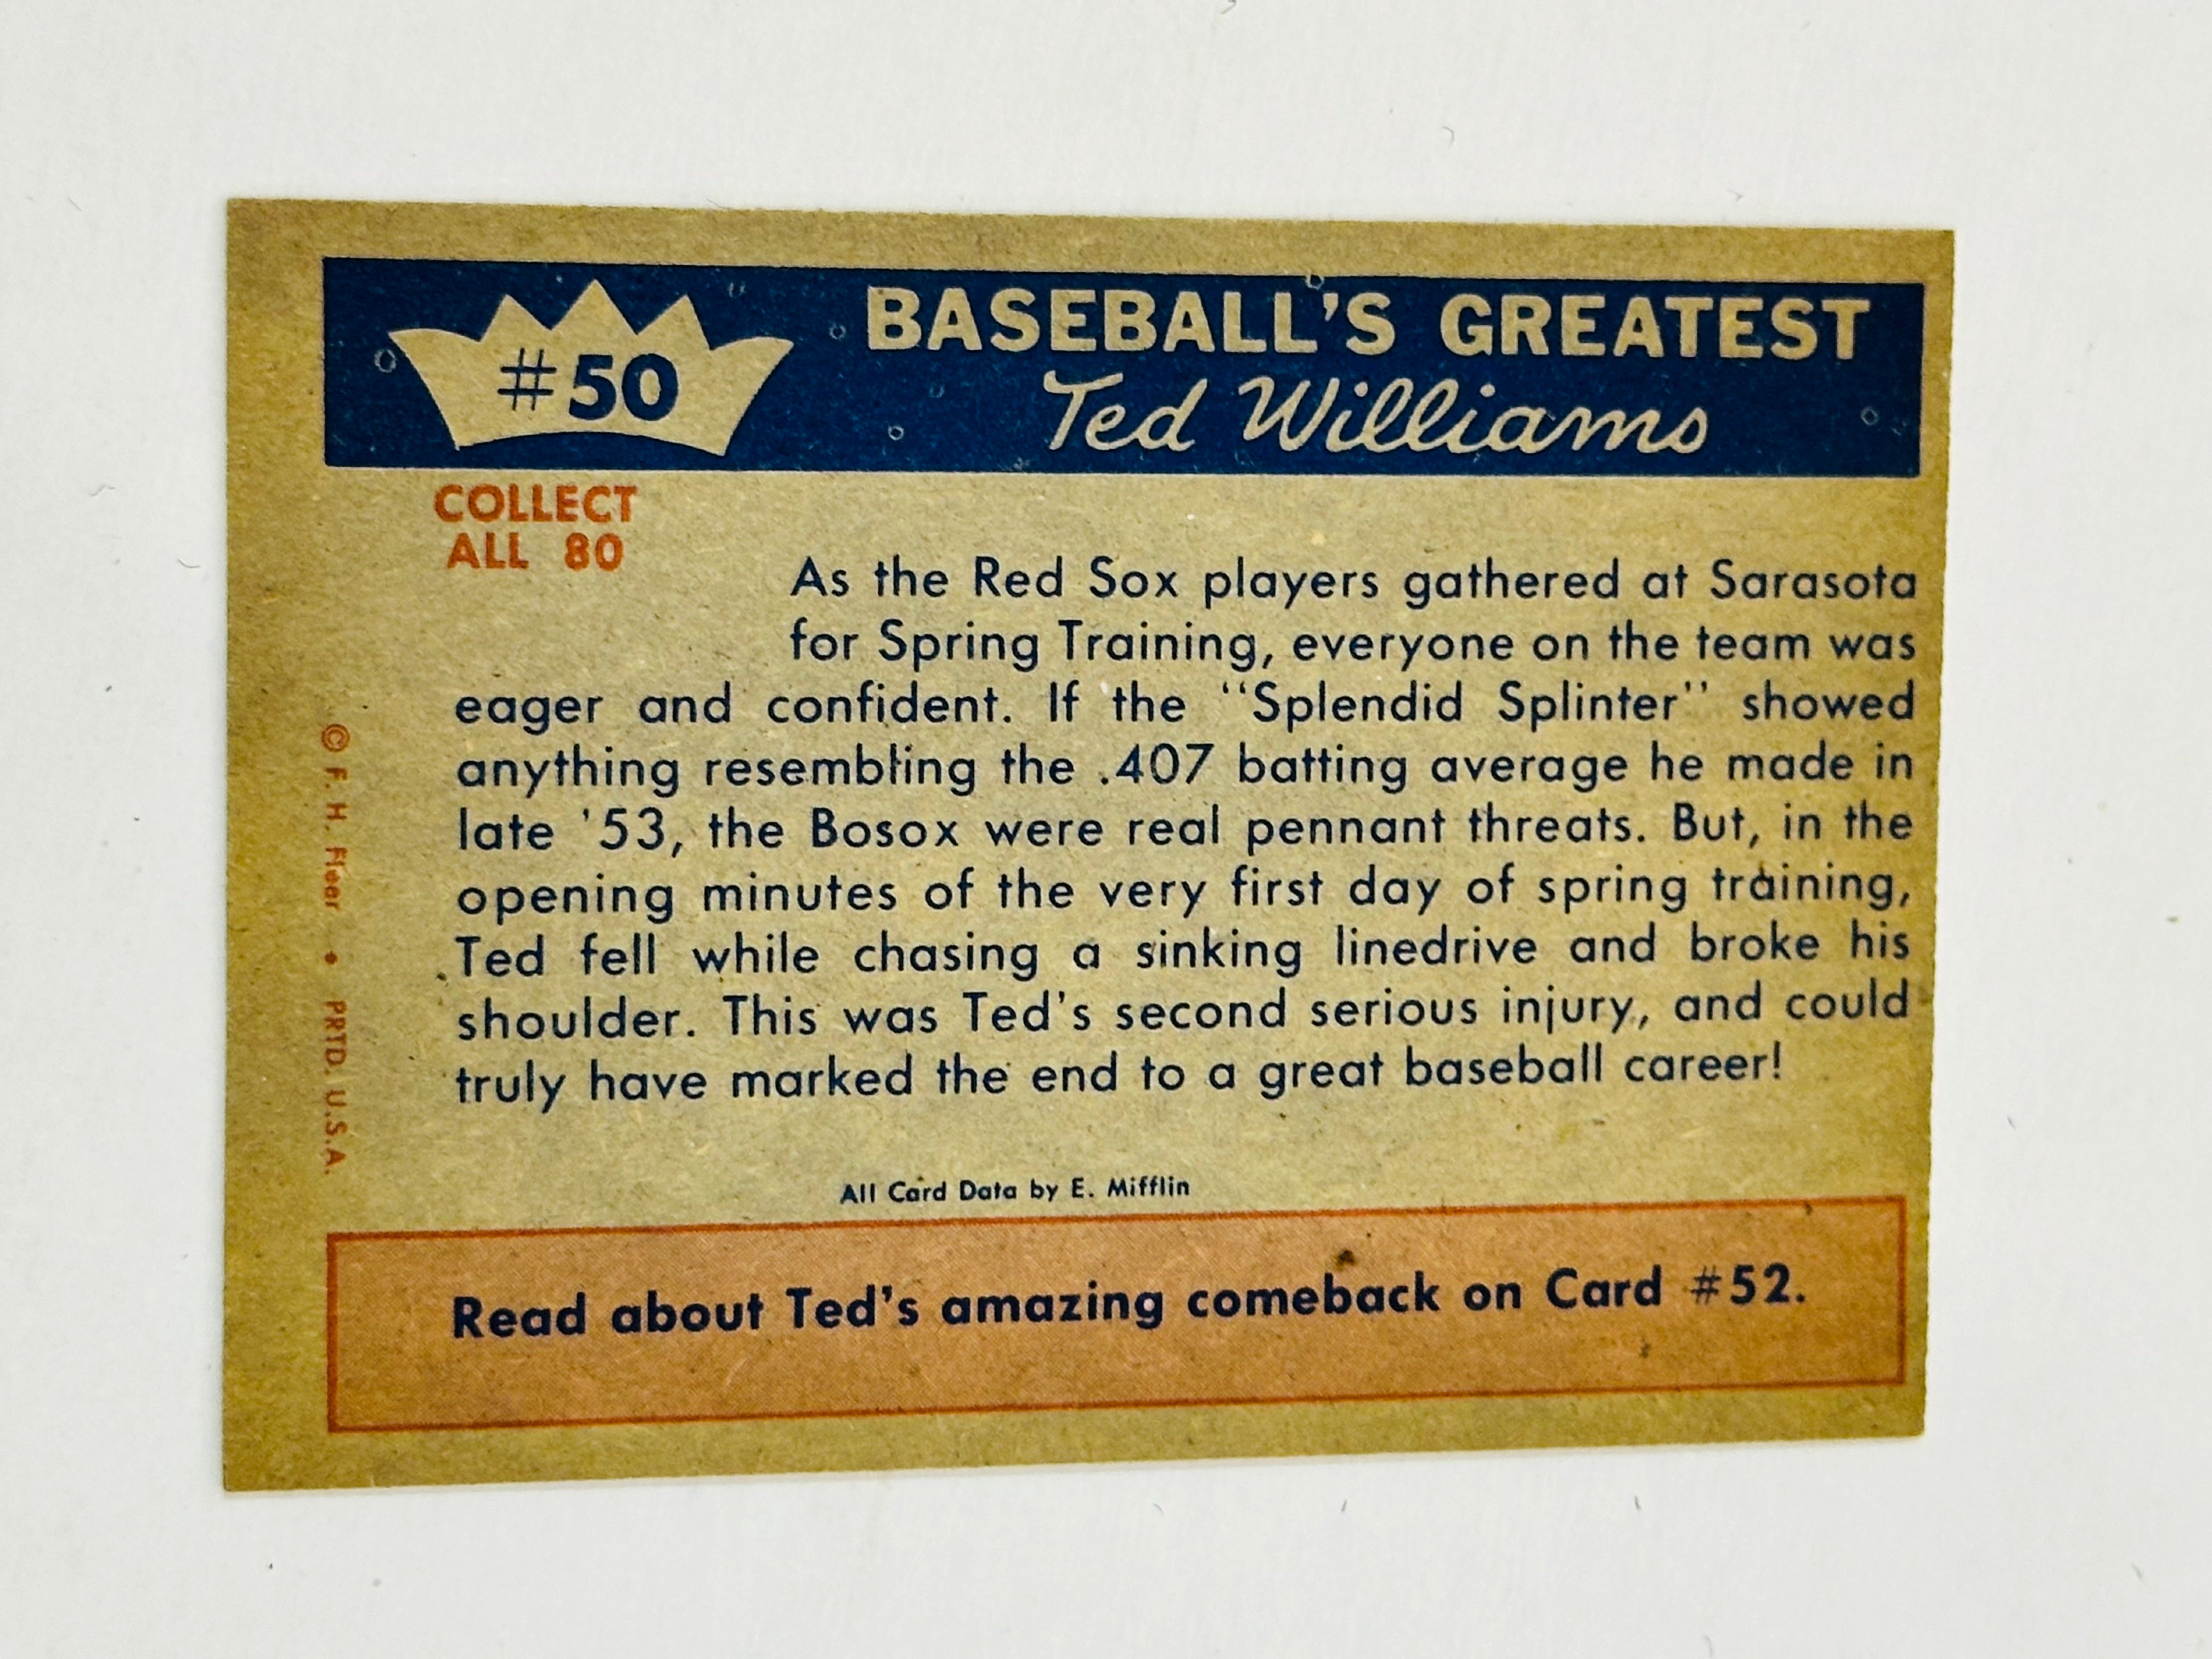 #50
BASEBALL'S GREATEST
Ted Williams
COLLECT
ALL 80
As the Red Sox players gathered at Sarasota
for Spring Training, everyone on the team was
eager and confident. If the "Splendid Splinter" showed
anything resembling the .407 batting average he made in
late '53, the Bosox were real pennant threats. But, in the
opening minutes of the very first day of spring training,
Ted fell while chasing a sinking linedrive and broke his
shoulder. This was Ted's second serious injury, and could
truly have marked the end to a great baseball career!
© F. H. Fleer • PRTD. U.S.A.
All Card Data by E. Mifflin
Read about Ted's amazing comeback on Card #52.